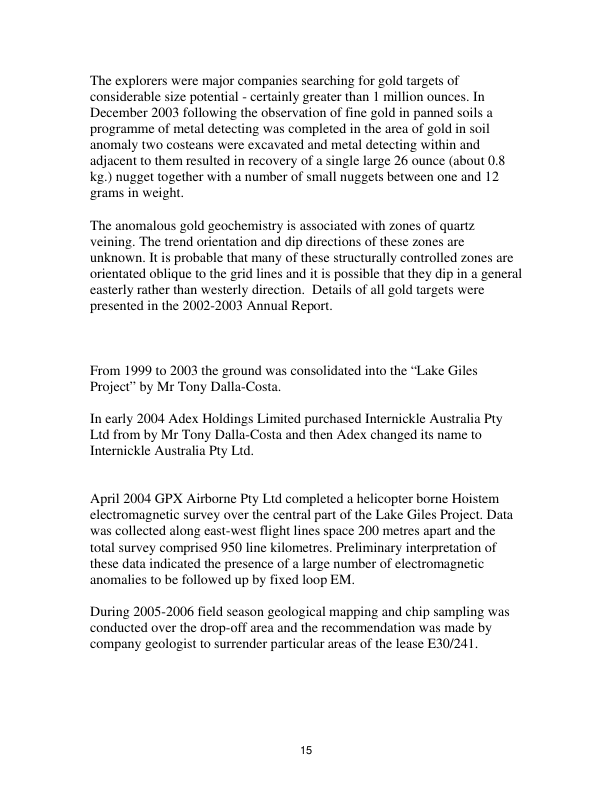 The explorers were major companies searching for gold targets of
considerable size potential - certainly greater than 1 million ounces. In
December 2003 following the observation of fine gold in panned soils a
programme of metal detecting was completed in the area of gold in soil
anomaly two costeans were excavated and metal detecting within and
adjacent to them resulted in recovery of a single large 26 ounce (about 0.8
kg.) nugget together with a number of small nuggets between one and 12
grams in weight.
The anomalous gold geochemistry is associated with zones of quartz
veining. The trend orientation and dip directions of these zones are
unknown. It is probable that many of these structurally controlled zones are
orientated oblique to the grid lines and it is possible that they dip in a general
easterly rather than westerly direction.  Details of all gold targets were
presented in the 2002-2003 Annual Report.
From 1999 to 2003 the ground was consolidated into the “Lake Giles
Project” by Mr Tony Dalla-Costa.
In early 2004 Adex Holdings Limited purchased Internickle Australia Pty
Ltd from by Mr Tony Dalla-Costa and then Adex changed its name to
Internickle Australia Pty Ltd.
April 2004 GPX Airborne Pty Ltd completed a helicopter borne Hoistem
electromagnetic survey over the central part of the Lake Giles Project. Data
was collected along east-west flight lines space 200 metres apart and the
total survey comprised 950 line kilometres. Preliminary interpretation of
these data indicated the presence of a large number of electromagnetic
anomalies to be followed up by fixed loop EM.
During 2005-2006 field season geological mapping and chip sampling was
conducted over the drop-off area and the recommendation was made by
company geologist to surrender particular areas of the lease E30/241.
15